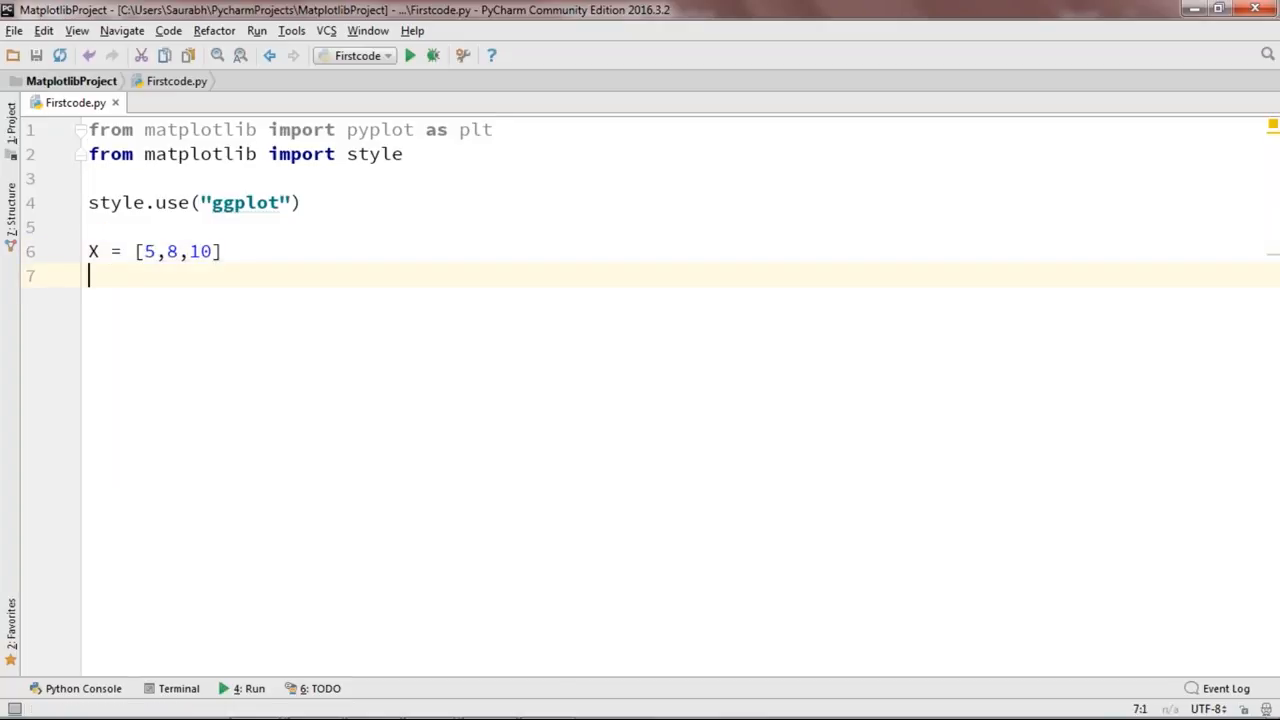 MatplotlibProject - [C:\Users\Saurabh\PycharmProjects\MatplotlibProject] - ...\Firstcode.py - PyCharm Community Edition 2016.3.2
File Edit View Navigate Code Refactor Run Tools VCS Window Help
Firstcode
MatplotlibProject Firstcode.py
Firstcode.py
1: Project
Z: Structure
2: Favorites
1 from matplotlib import pyplot as plt
2 from matplotlib import style
3
4 style.use("ggplot")
5
6 X = [5,8,10]
7
Python Console Terminal 4: Run 6: TODO Event Log
7:1 n/a UTF-8